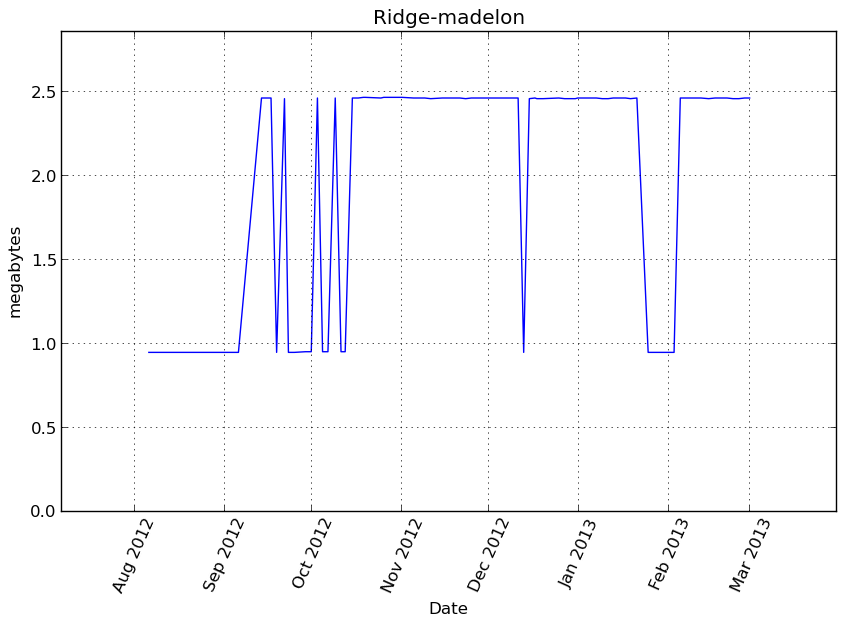 Ridge-madelon
megabytes
2.5
2.0
1.5
1.0
0.5
0.0
Aug 2012
Sep 2012
Oct 2012
Nov 2012
Dec 2012
Jan 2013
Feb 2013
Mar 2013
Date